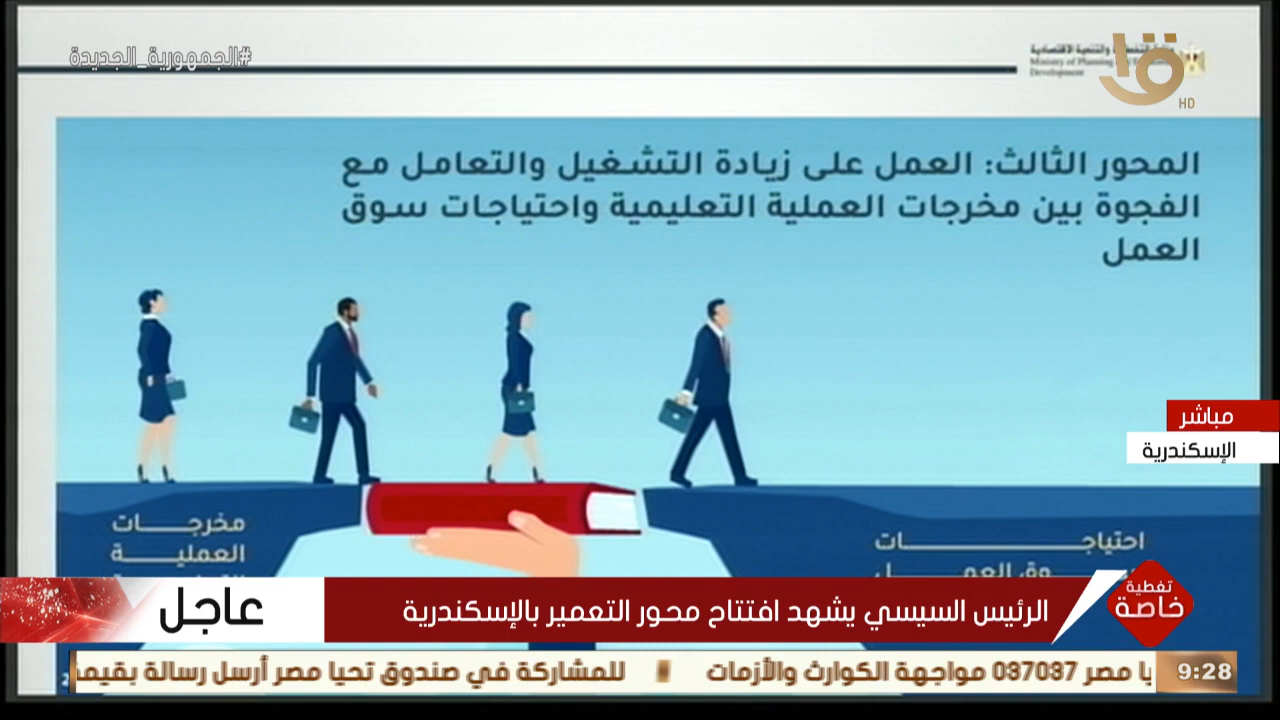 #الجمهورية_الجديدة
Ministry of Planning
Development
HD
المحور الثالث: العمل على زيادة التشغيل والتعامل مع
الفجوة بين مخرجات العملية التعليمية واحتياجات سوق
العمل
مباشر
الإسكندرية
مخرجات
العملية
احتياجات
العمل
تغطية
خاصة
الرئيس السيسي يشهد افتتاح محور التعمير بالإسكندرية
عاجل
يا مصر 037037 مواجهة الكوارث والأزمات
للمشاركة في صندوق تحيا مصر أرسل رسالة بقيمة
9:28